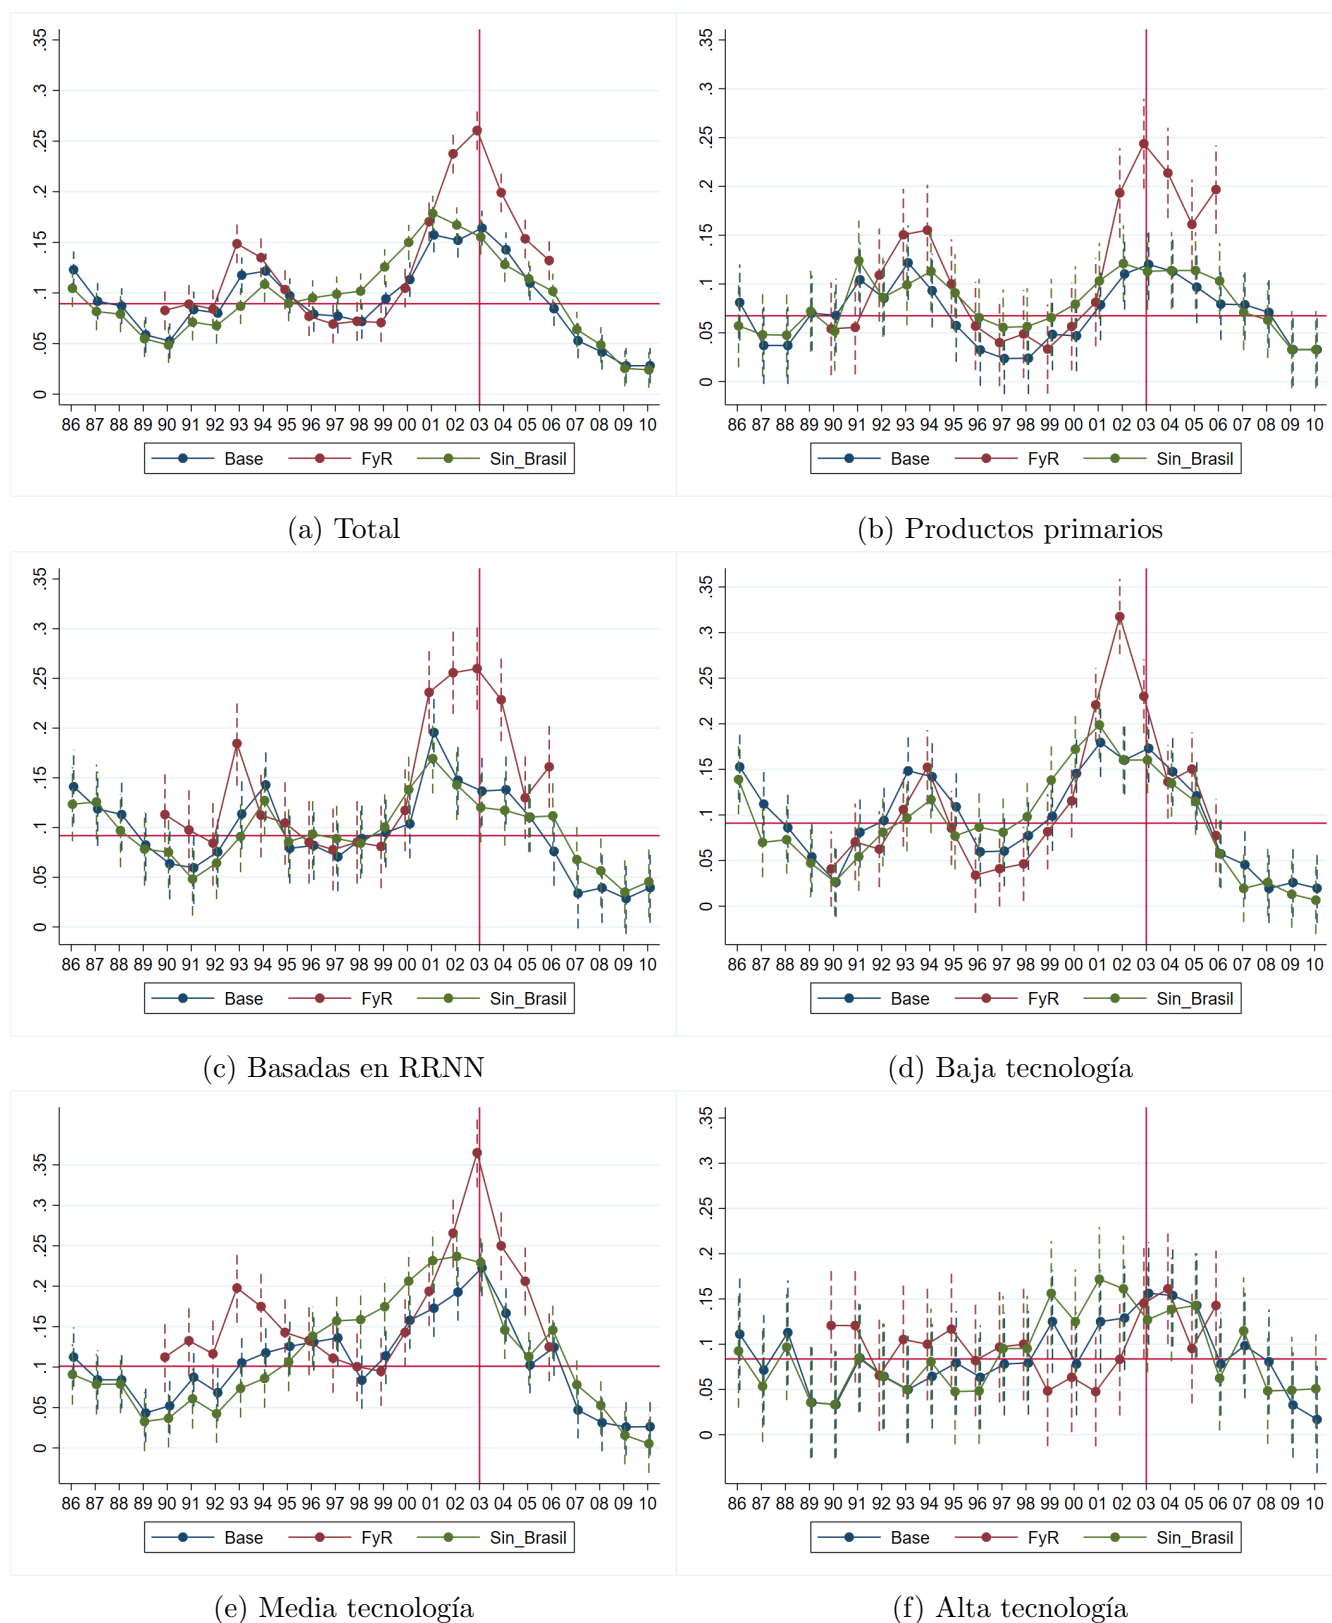 .35
.3
.25
.2
.15
.1
.05
0
86 87 88 89 90 91 92 93 94 95 96 97 98 99 00 01 02 03 04 05 06 07 08 09 10
Base FyR Sin_Brasil
(a) Total
.35
.3
.25
.2
.15
.1
.05
0
86 87 88 89 90 91 92 93 94 95 96 97 98 99 00 01 02 03 04 05 06 07 08 09 10
Base FyR Sin_Brasil
(b) Productos primarios
.35
.3
.25
.2
.15
.1
.05
0
86 87 88 89 90 91 92 93 94 95 96 97 98 99 00 01 02 03 04 05 06 07 08 09 10
Base FyR Sin_Brasil
(c) Basadas en RRNN
.35
.3
.25
.2
.15
.1
.05
0
86 87 88 89 90 91 92 93 94 95 96 97 98 99 00 01 02 03 04 05 06 07 08 09 10
Base FyR Sin_Brasil
(d) Baja tecnología
.35
.3
.25
.2
.15
.1
.05
0
86 87 88 89 90 91 92 93 94 95 96 97 98 99 00 01 02 03 04 05 06 07 08 09 10
Base FyR Sin_Brasil
(e) Media tecnología
.35
.3
.25
.2
.15
.1
.05
0
86 87 88 89 90 91 92 93 94 95 96 97 98 99 00 01 02 03 04 05 06 07 08 09 10
Base FyR Sin_Brasil
(f) Alta tecnología